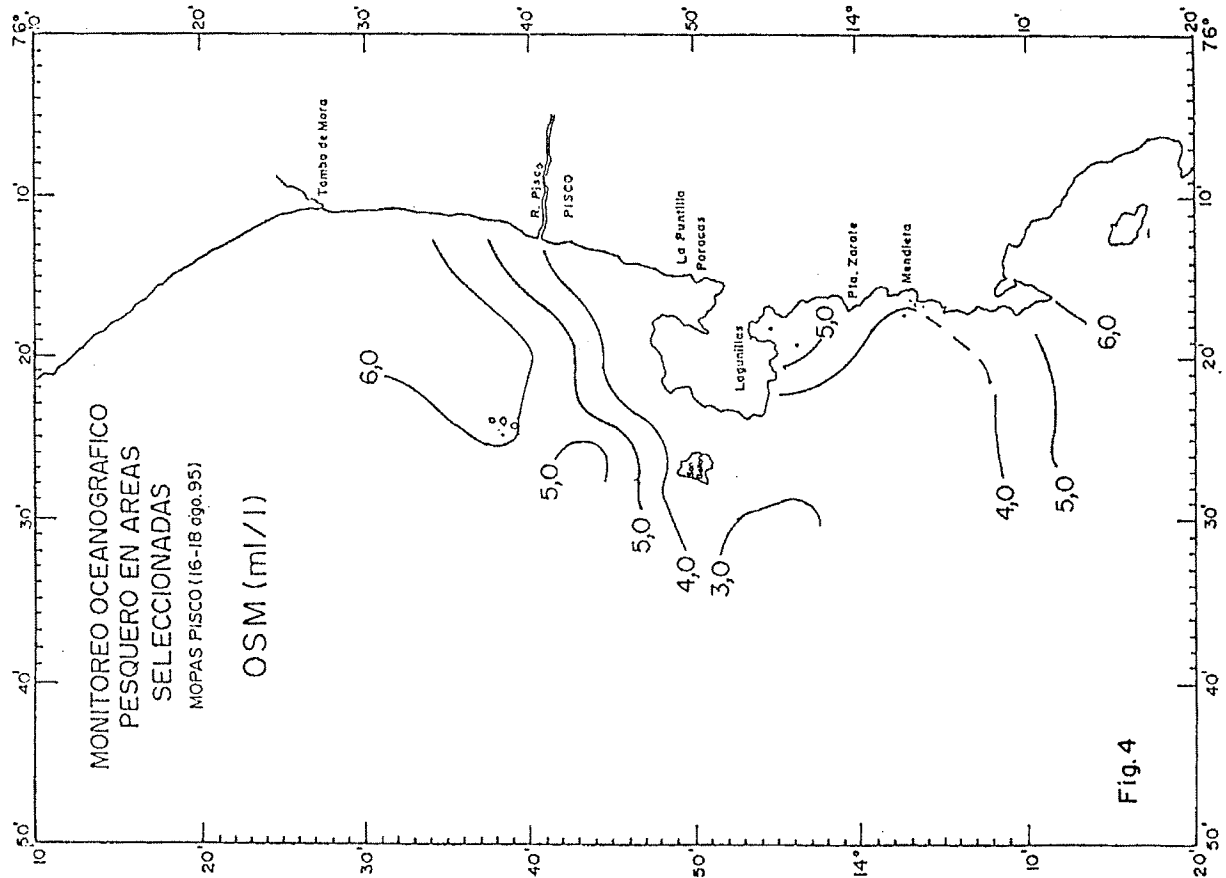 50' 40' 30' 20' 10' 76°
10' 10'
MONITOREO OCEANOGRAFICO
PESQUERO EN AREAS
SELECCIONADAS
MOPAS PISCO (16-18 ago.95)
OSM (ml/l)
20' 20'
Tambo de Mora
30' 30'
6,0
40' 40'
R. Pisco
PISCO
5,0
5,0
50' 50'
La Puntilla
Paracas
4,0
3,0
Lagunillas
5,0
14° 14°
Pta. Zarate
Mendieta
4,0
10' 10'
5,0
6,0
Fig. 4
20' 20'
50' 40' 30' 20' 10' 76°